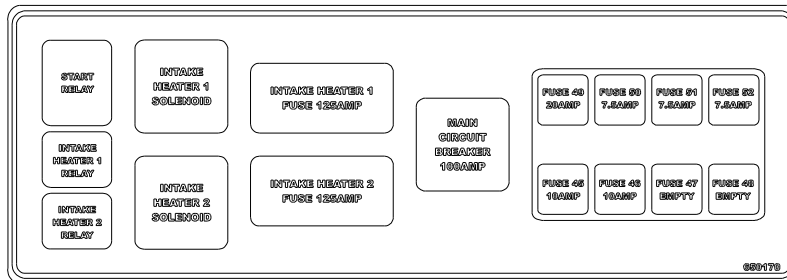 START
RELAY
INTAKE
HEATER 1
RELAY
INTAKE
HEATER 2
RELAY
INTAKE
HEATER 1
SOLENOID
INTAKE
HEATER 2
SOLENOID
INTAKE HEATER 1
FUSE 125AMP
INTAKE HEATER 2
FUSE 125AMP
MAIN
CIRCUIT
BREAKER
100AMP
FUSE 49
20AMP
FUSE 50
7.5AMP
FUSE 51
7.5AMP
FUSE 52
7.5AMP
FUSE 45
10AMP
FUSE 46
10AMP
FUSE 47
EMPTY
FUSE 48
EMPTY
650170